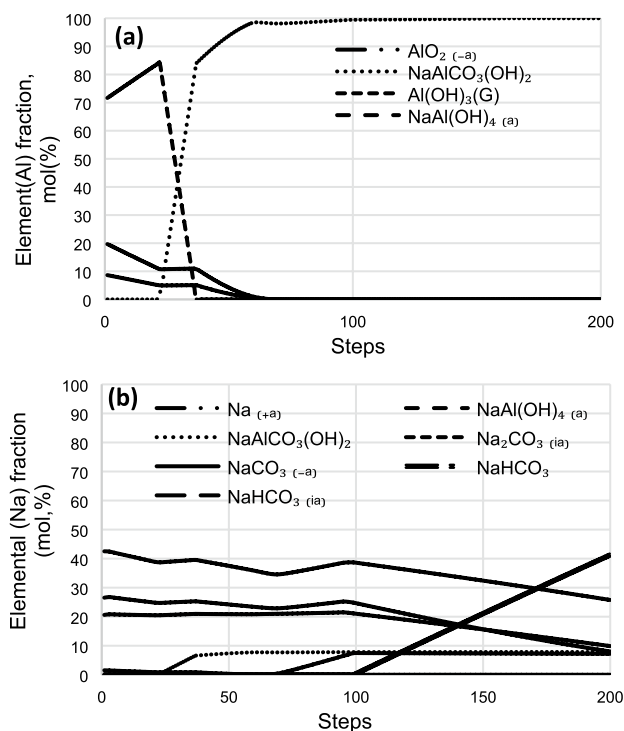 (a)
Element(Al) fraction,
mol(%)
100
90
80
70
60
50
40
30
20
10
0
AlO₂ ₍₋ₐ₎
NaAlCO₃(OH)₂
Al(OH)₃(G)
NaAl(OH)₄ ₍ₐ₎
0 100 200
Steps
(b)
Elemental (Na) fraction
(mol,%)
100
90
80
70
60
50
40
30
20
10
0
Na ₍₊ₐ₎ NaAl(OH)₄ ₍ₐ₎
NaAlCO₃(OH)₂ Na₂CO₃ ₍ᵢₐ₎
NaCO₃ ₍₋ₐ₎ NaHCO₃
NaHCO₃ ₍ᵢₐ₎
0 50 100 150 200
Steps